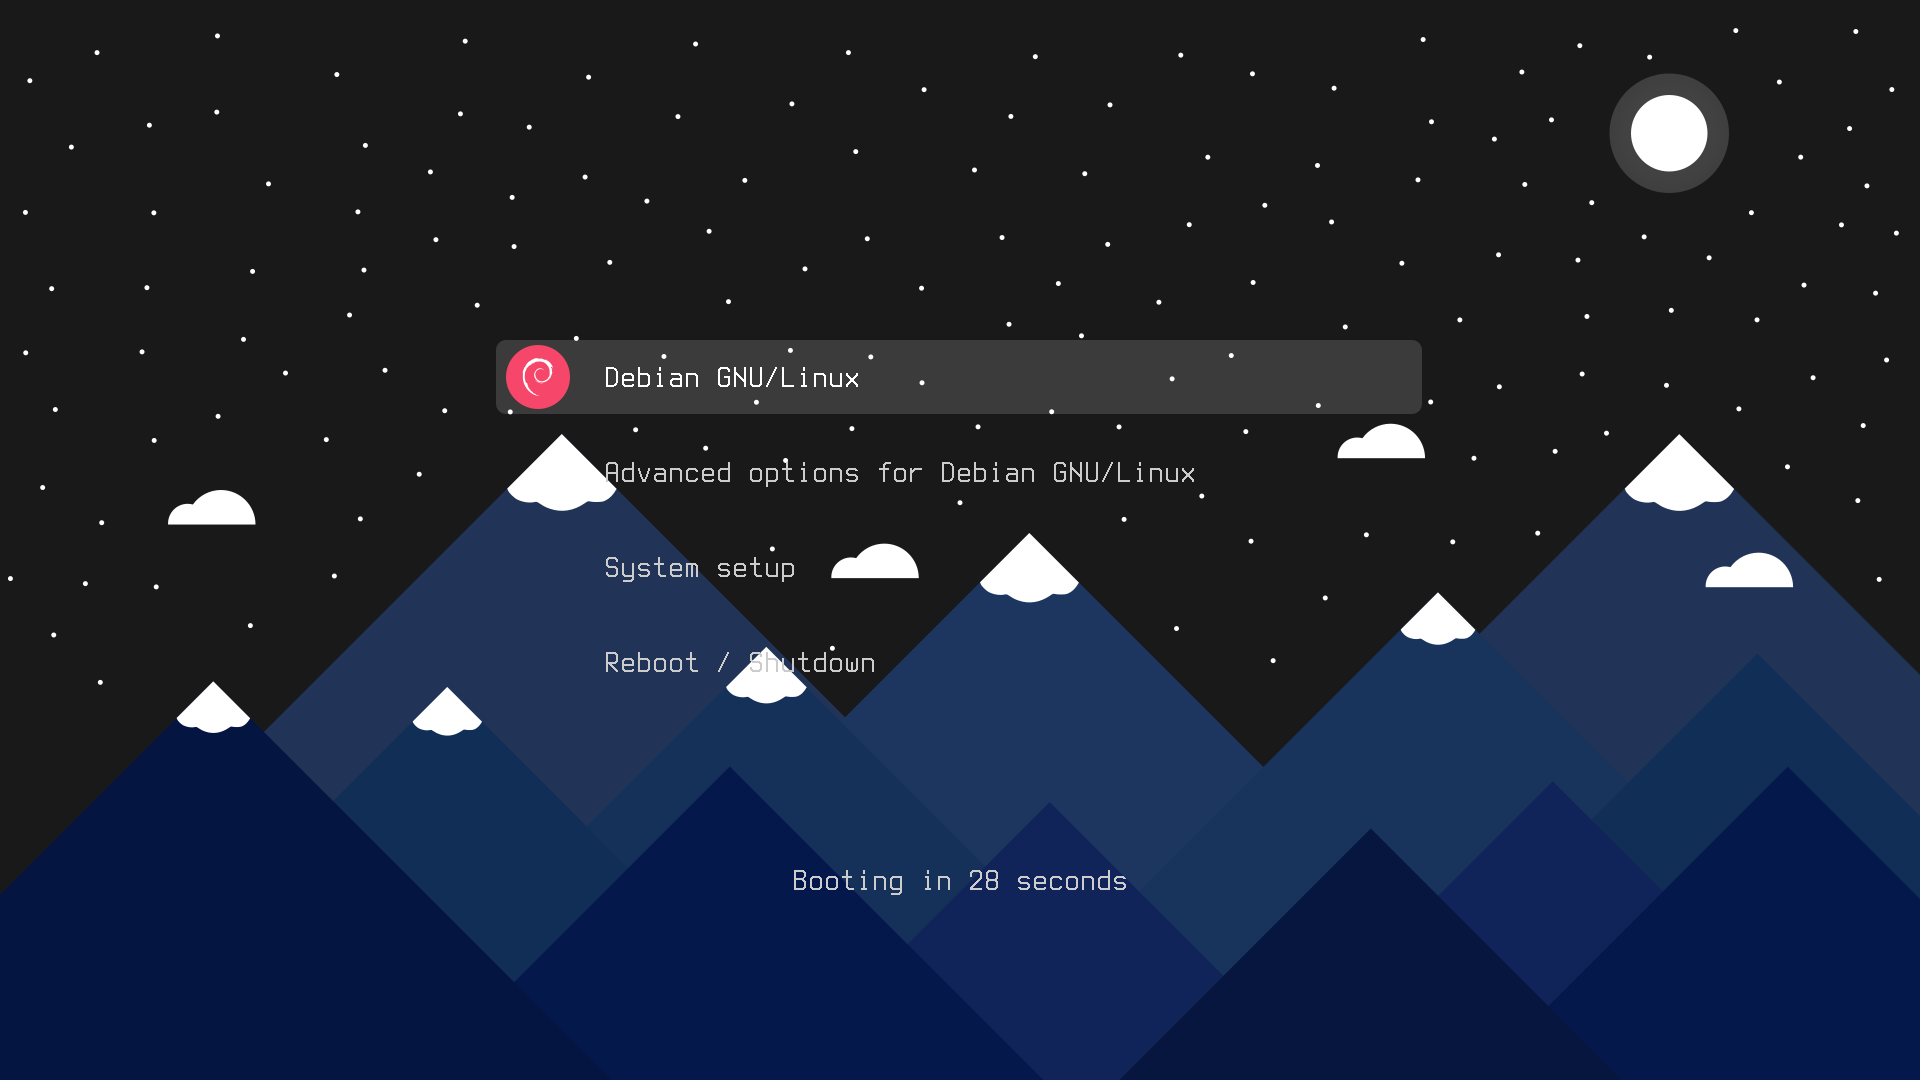 Debian GNU/Linux
Advanced options for Debian GNU/Linux
System setup
Reboot / Shutdown
Booting in 28 seconds